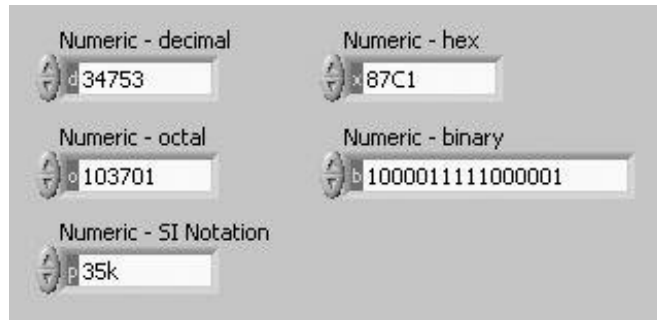 Numeric - decimal
d 34753
Numeric - hex
x 87C1
Numeric - octal
o 103701
Numeric - binary
b 1000011111000001
Numeric - SI Notation
p 35k